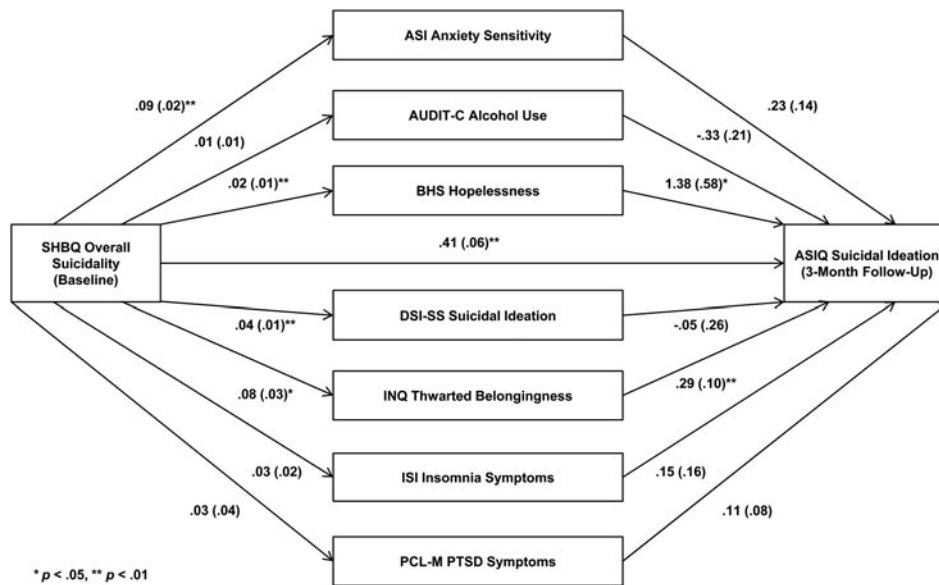 ASI Anxiety Sensitivity
.09 (.02)**
.23 (.14)
AUDIT-C Alcohol Use
.01 (.01)
-.33 (.21)
.02 (.01)**
BHS Hopelessness
1.38 (.58)*
SHBQ Overall
Suicidality
(Baseline)
.41 (.06)**
ASIQ Suicidal Ideation
(3-Month Follow-Up)
.04 (.01)**
DSI-SS Suicidal Ideation
-.05 (.26)
.08 (.03)*
INQ Thwarted Belongingness
.29 (.10)**
.03 (.02)
ISI Insomnia Symptoms
.15 (.16)
.03 (.04)
.11 (.08)
PCL-M PTSD Symptoms
* p < .05, ** p < .01